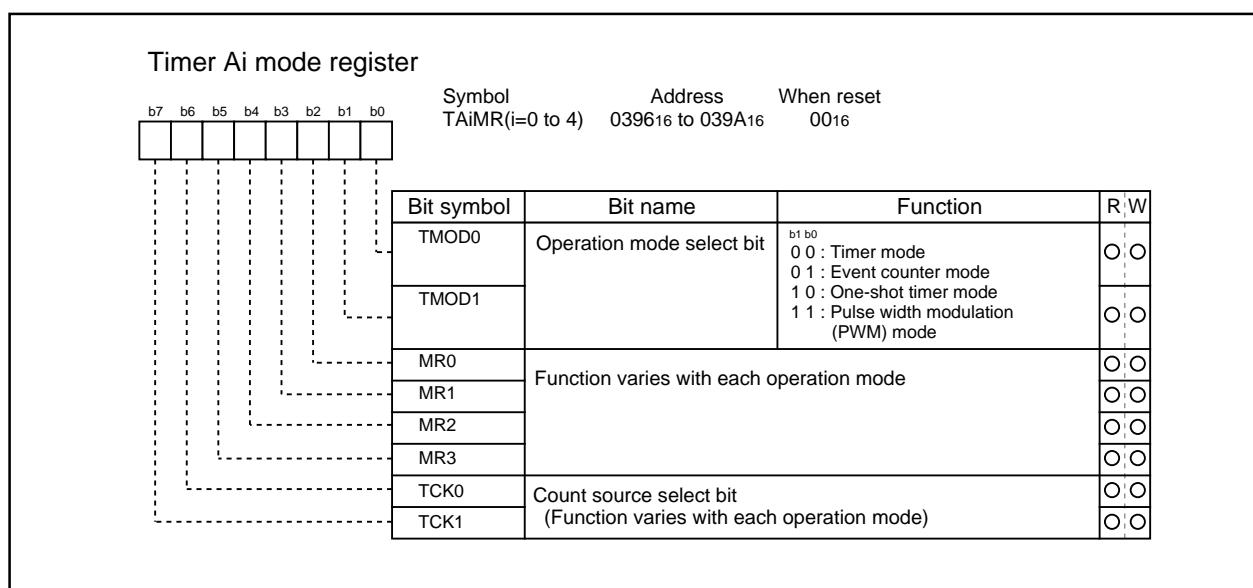 Timer Ai mode register
Symbol Address When reset
TAiMR(i=0 to 4) 039616 to 039A16 0016
b7 b6 b5 b4 b3 b2 b1 b0
Bit symbol Bit name Function R W
TMOD0 Operation mode select bit b1 b0
0 0 : Timer mode
0 1 : Event counter mode
TMOD1 1 0 : One-shot timer mode
1 1 : Pulse width modulation
(PWM) mode
MR0 Function varies with each operation mode
MR1
MR2
MR3
TCK0 Count source select bit
TCK1 (Function varies with each operation mode)